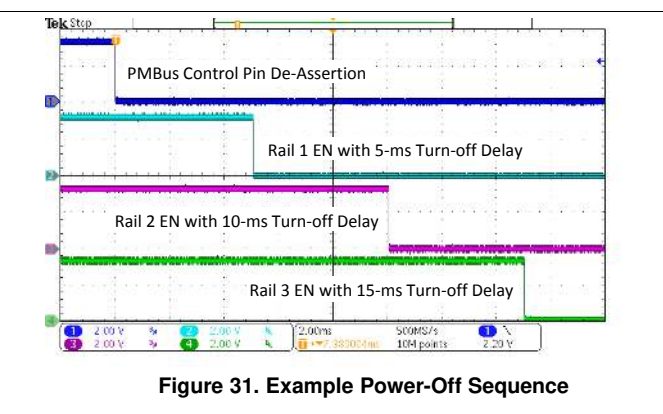 Tek Stop
PMBus Control Pin De-Assertion
Rail 1 EN with 5-ms Turn-off Delay
Rail 2 EN with 10-ms Turn-off Delay
Rail 3 EN with 15-ms Turn-off Delay
1 2.00 V 2 2.00 V 2.00ms 500MS/s 1
3 2.00 V 4 2.00 V 10M points 2.20 V
Figure 31. Example Power-Off Sequence